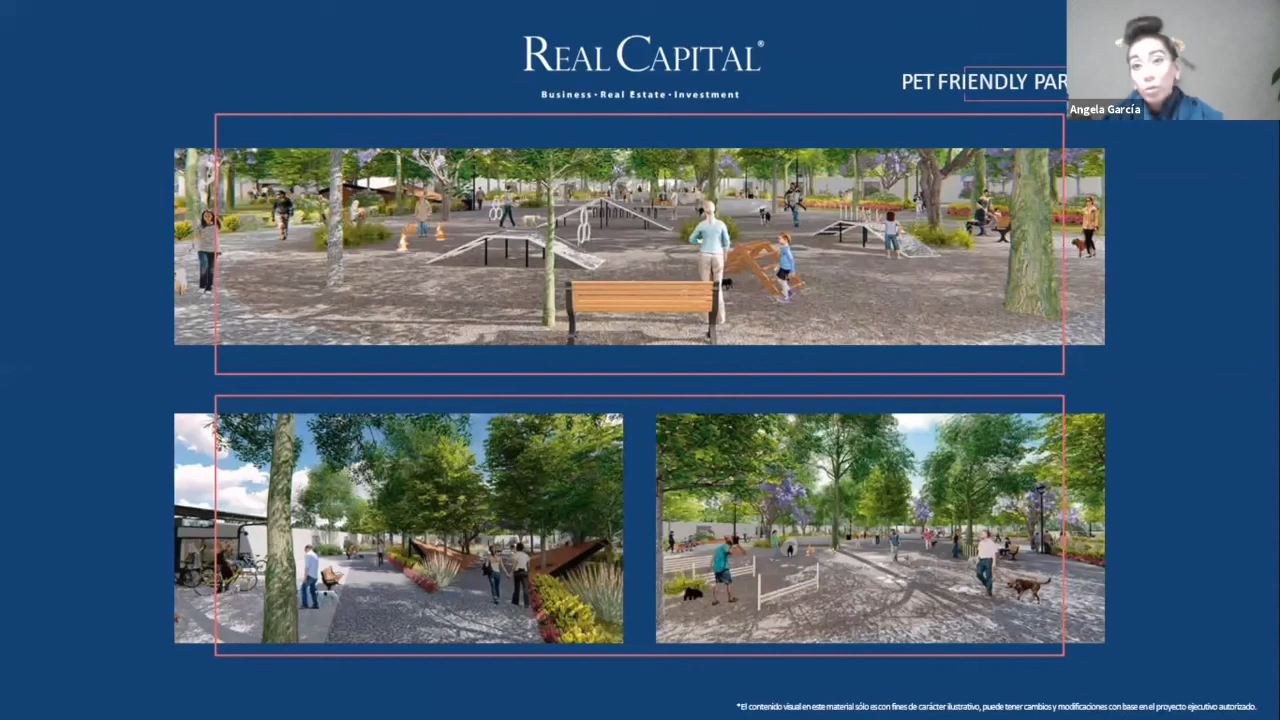 REAL CAPITAL®
Business • Real Estate • Investment
PET FRIENDLY PAR
Angela García
*El contenido visual en este material sólo es con fines de carácter ilustrativo, puede tener cambios y modificaciones con base en el proyecto ejecutivo autorizado.